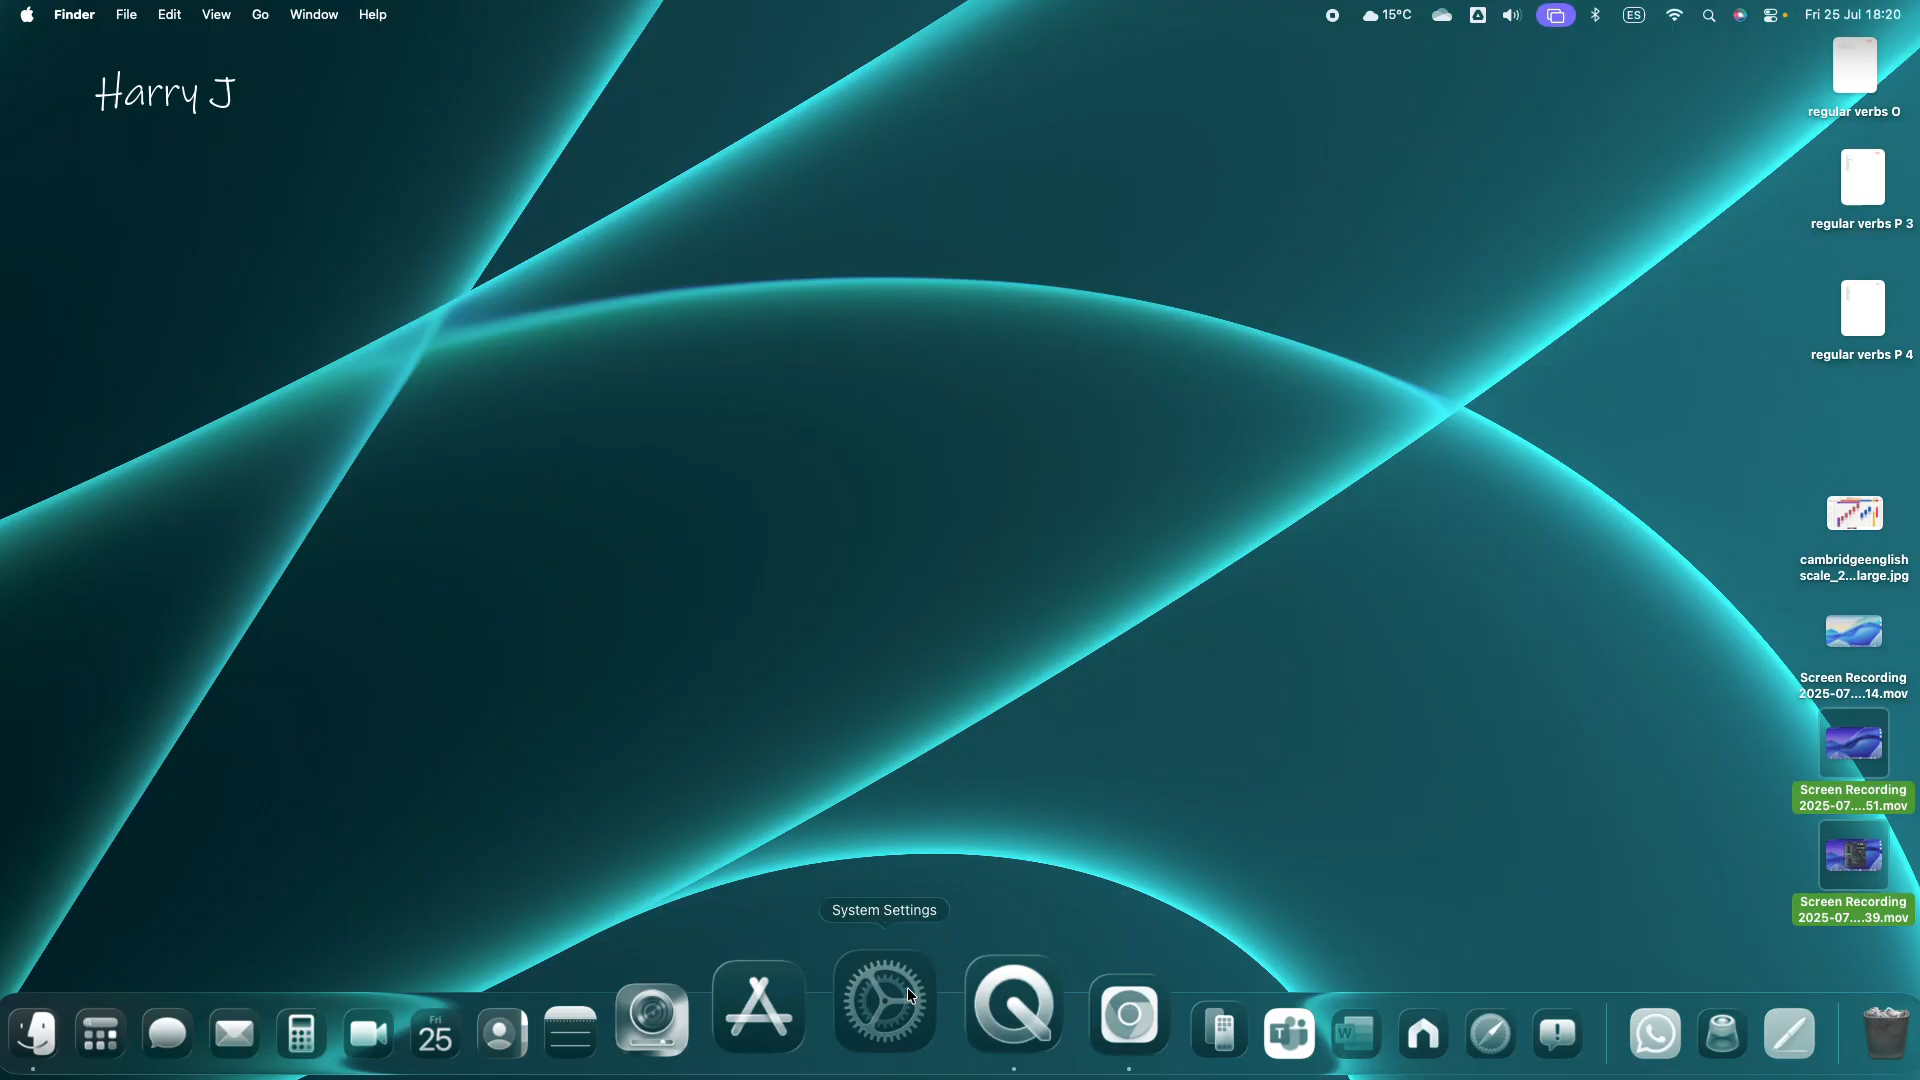 Finder File Edit View Go Window Help
15°C
ES
Fri 25 Jul 18:20
Harry J
regular verbs O
regular verbs P 3
regular verbs P 4
cambridgeenglish
scale_2...large.jpg
Screen Recording
2025-07....14.mov
Screen Recording
2025-07....51.mov
Screen Recording
2025-07....39.mov
System Settings
Fri
25